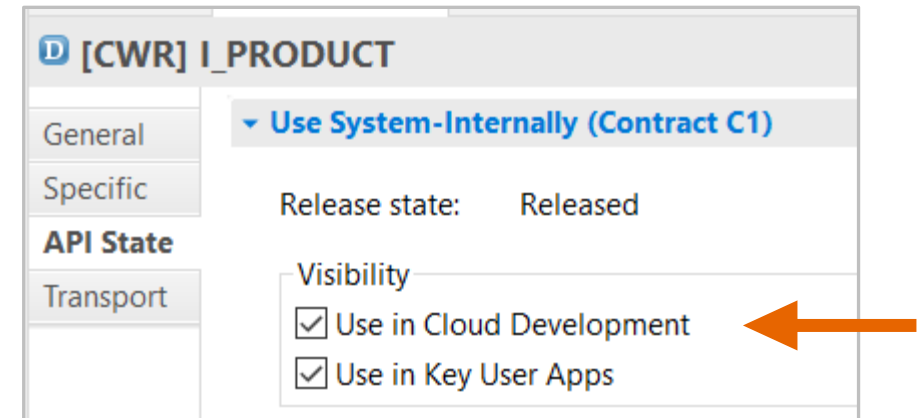 D [CWR] I_PRODUCT
General
Specific
API State
Transport
Use System-Internally (Contract C1)
Release state: Released
Visibility
Use in Cloud Development
Use in Key User Apps